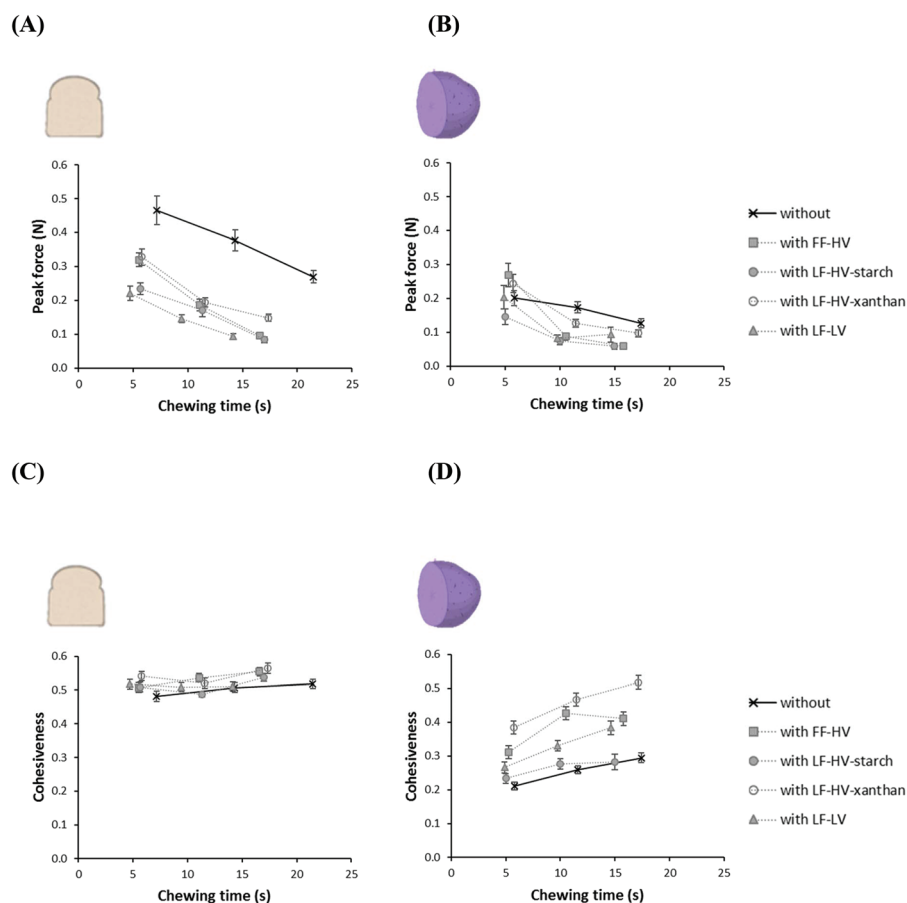 (A)
(B)
0.6
0.5
0.4
0.3
0.2
0.1
0.0
Peak force (N)
0
5
10
15
20
25
Chewing time (s)
0.6
0.5
0.4
0.3
0.2
0.1
0.0
Peak force (N)
0
5
10
15
20
25
Chewing time (s)
without
with FF-HV
with LF-HV-starch
with LF-HV-xanthan
with LF-LV
(C)
(D)
0.6
0.5
0.4
0.3
0.2
0.1
0.0
Cohesiveness
0
5
10
15
20
25
Chewing time (s)
0.6
0.5
0.4
0.3
0.2
0.1
0.0
Cohesiveness
0
5
10
15
20
25
Chewing time (s)
without
with FF-HV
with LF-HV-starch
with LF-HV-xanthan
with LF-LV